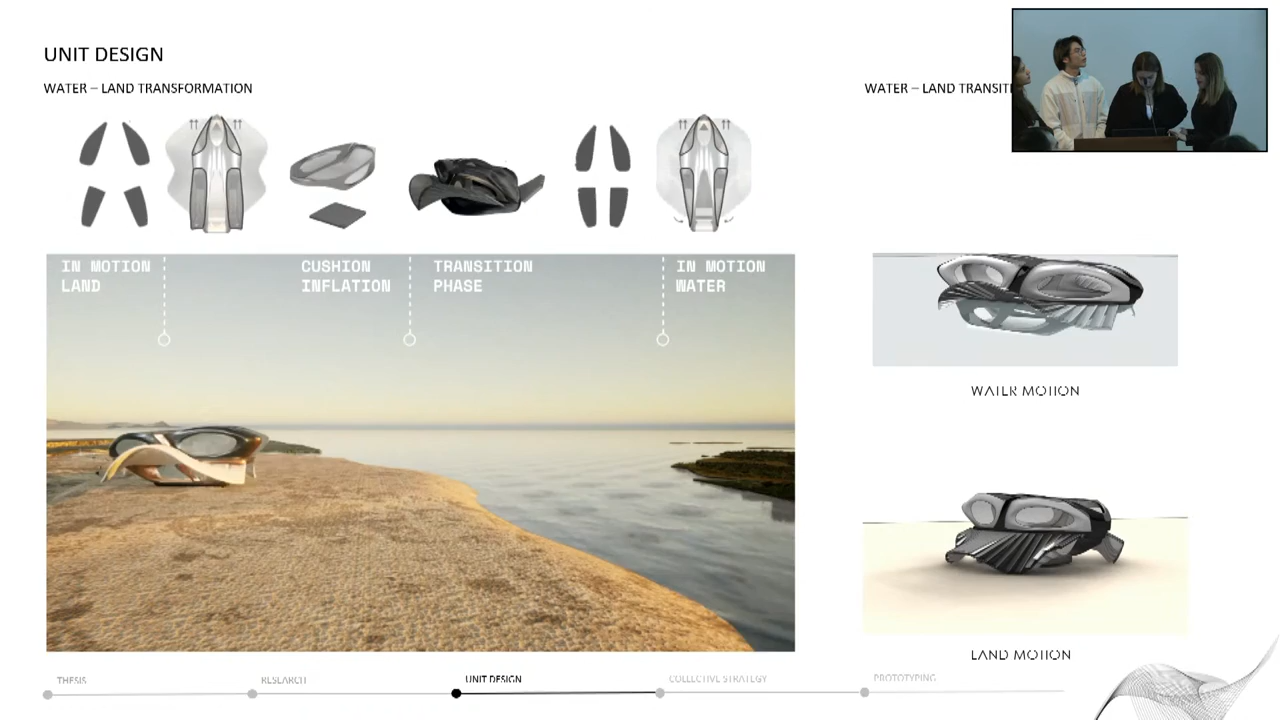 UNIT DESIGN
WATER – LAND TRANSFORMATION
WATER – LAND TRANSITI
IN MOTION
LAND
CUSHION
INFLATION
TRANSITION
PHASE
IN MOTION
WATER
WATER MOTION
LAND MOTION
THESIS
RESEARCH
UNIT DESIGN
COLLECTIVE STRATEGY
PROTOTYPING